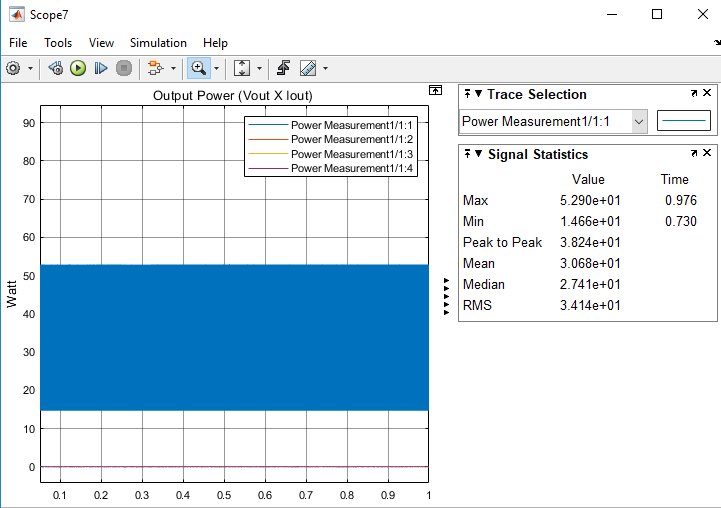 Scope7
File Tools View Simulation Help
Output Power (Vout X Iout)
Power Measurement1/1:1
Power Measurement1/1:2
Power Measurement1/1:3
Power Measurement1/1:4
Watt
90
80
70
60
50
40
30
20
10
0
0.1 0.2 0.3 0.4 0.5 0.6 0.7 0.8 0.9 1
Trace Selection
Power Measurement1/1:1
Signal Statistics
Value Time
Max 5.290e+01 0.976
Min 1.466e+01 0.730
Peak to Peak 3.824e+01
Mean 3.068e+01
Median 2.741e+01
RMS 3.414e+01